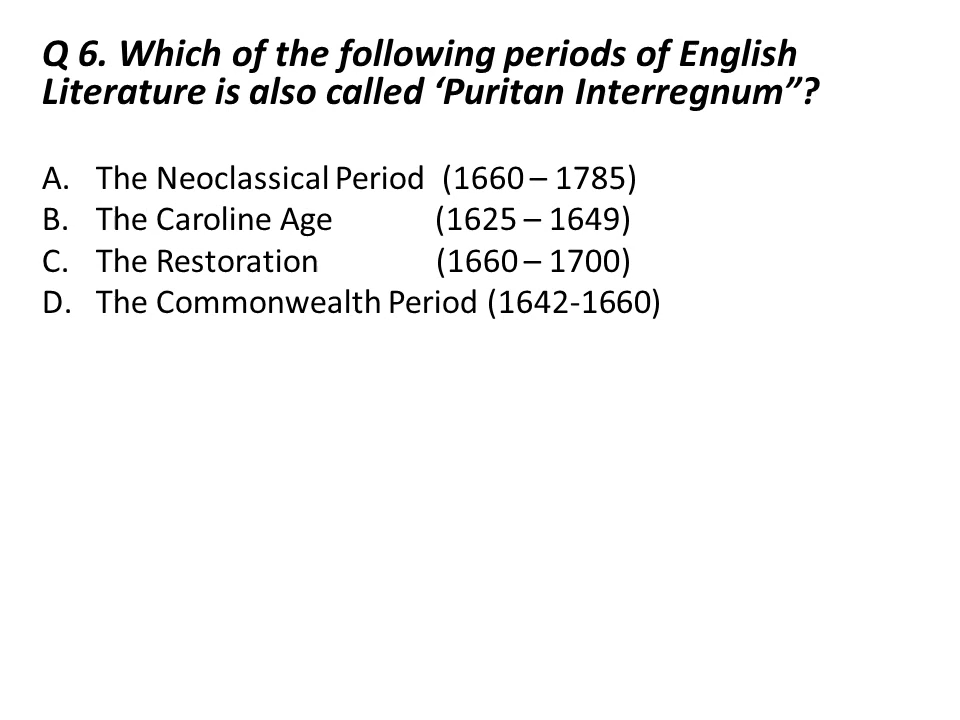 Q 6. Which of the following periods of English
Literature is also called ‘Puritan Interregnum”?
A. The Neoclassical Period (1660 – 1785)
B. The Caroline Age (1625 – 1649)
C. The Restoration (1660 – 1700)
D. The Commonwealth Period (1642-1660)